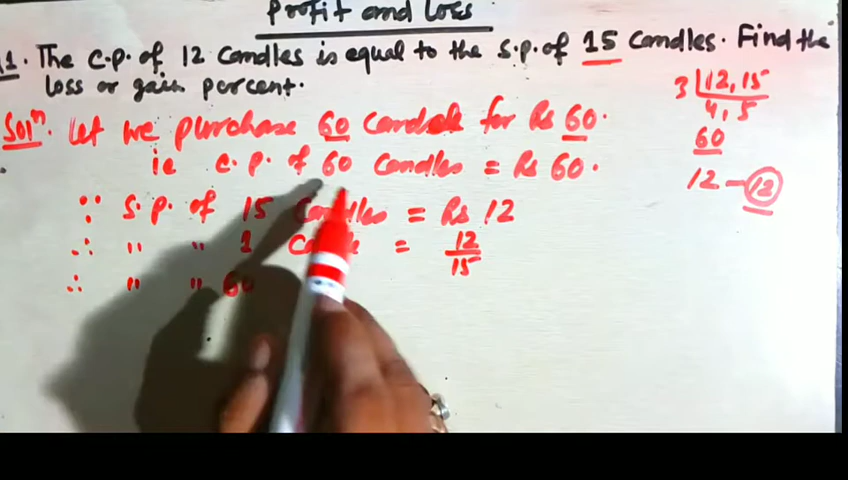 Profit and Loss
Q1. The C.P. of 12 Candles is equal to the S.P. of 15 Candles. Find the
loss or gain percent.
3 | 12, 15
4, 5
60
12 – 12
Solⁿ. Let we purchase 60 Candles for Rs 60.
ie C.P. of 60 Candles = Rs 60.
∵ S.P. of 15 Candles = Rs 12
∴ " " 1 Candle = 12/15
∴ " " 60